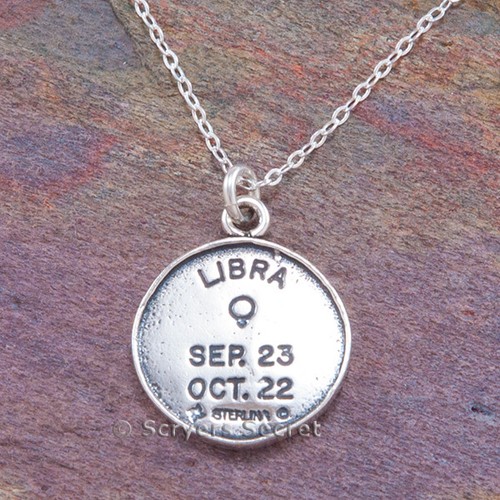 LIBRA
SEP. 23
OCT. 22
STERLING ©
© Scryers Secret